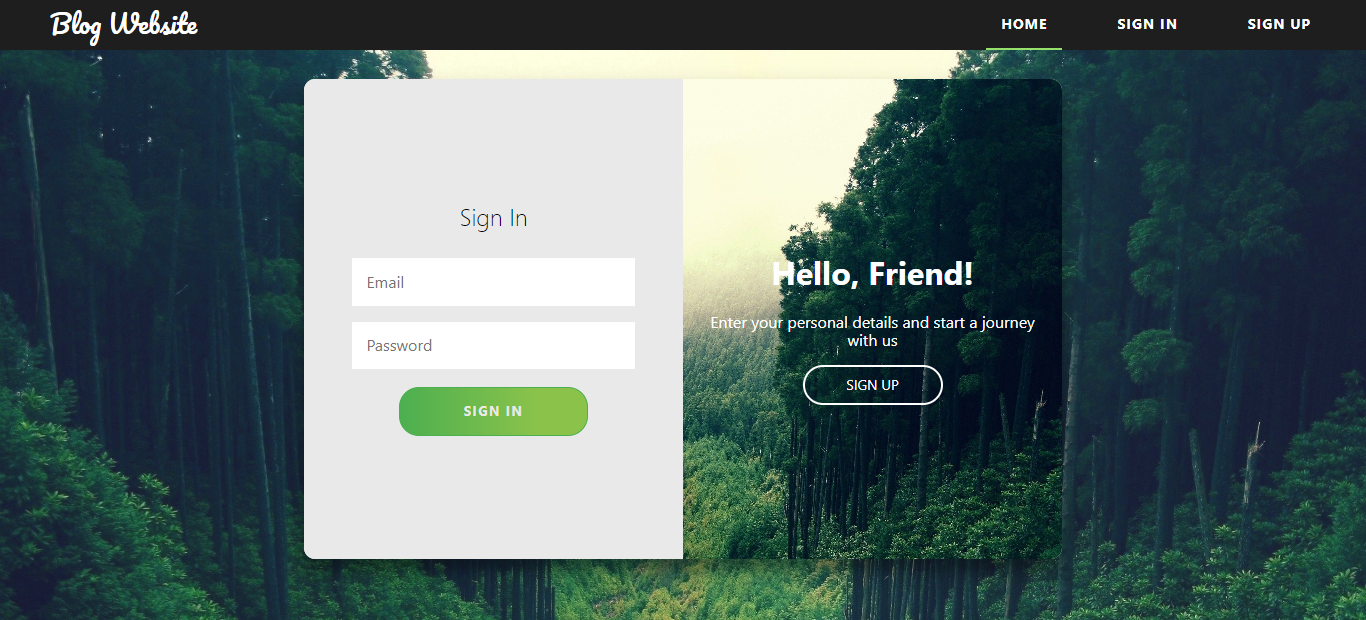 Blog Website
HOME
SIGN IN
SIGN UP
Sign In
Email
Password
SIGN IN
Hello, Friend!
Enter your personal details and start a journey
with us
SIGN UP